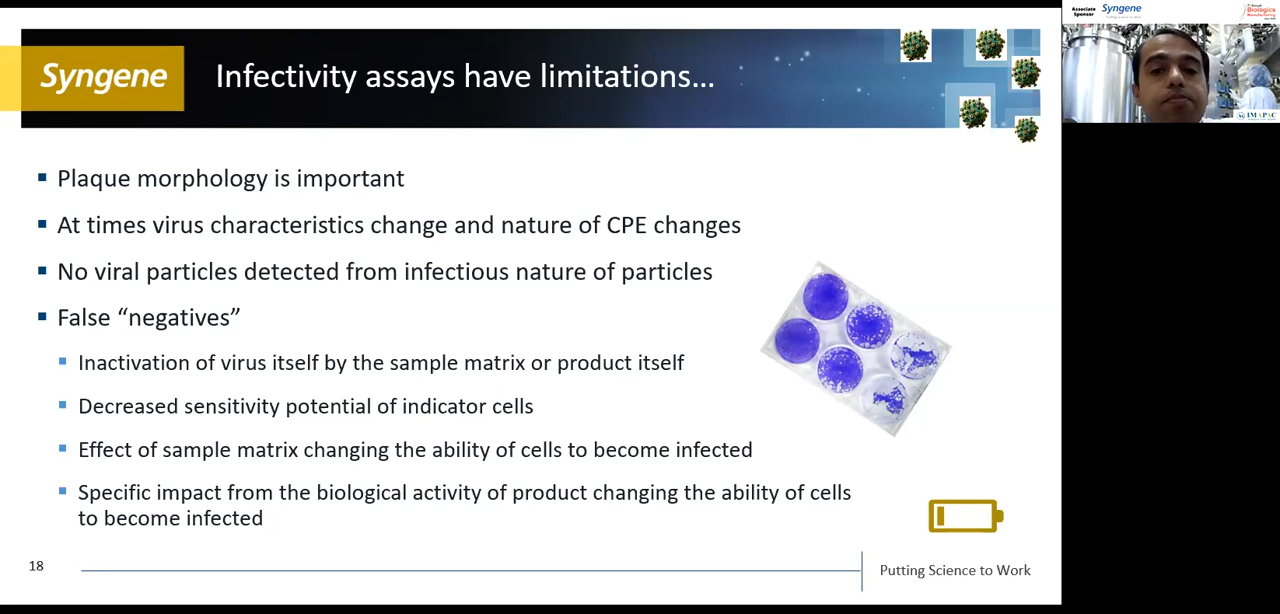 Syngene
Infectivity assays have limitations...
Plaque morphology is important
At times virus characteristics change and nature of CPE changes
No viral particles detected from infectious nature of particles
False “negatives”
Inactivation of virus itself by the sample matrix or product itself
Decreased sensitivity potential of indicator cells
Effect of sample matrix changing the ability of cells to become infected
Specific impact from the biological activity of product changing the ability of cells
to become infected
18
Putting Science to Work
Associate
Sponsor
Syngene
Biologics
Manufacturing
IMAPAC